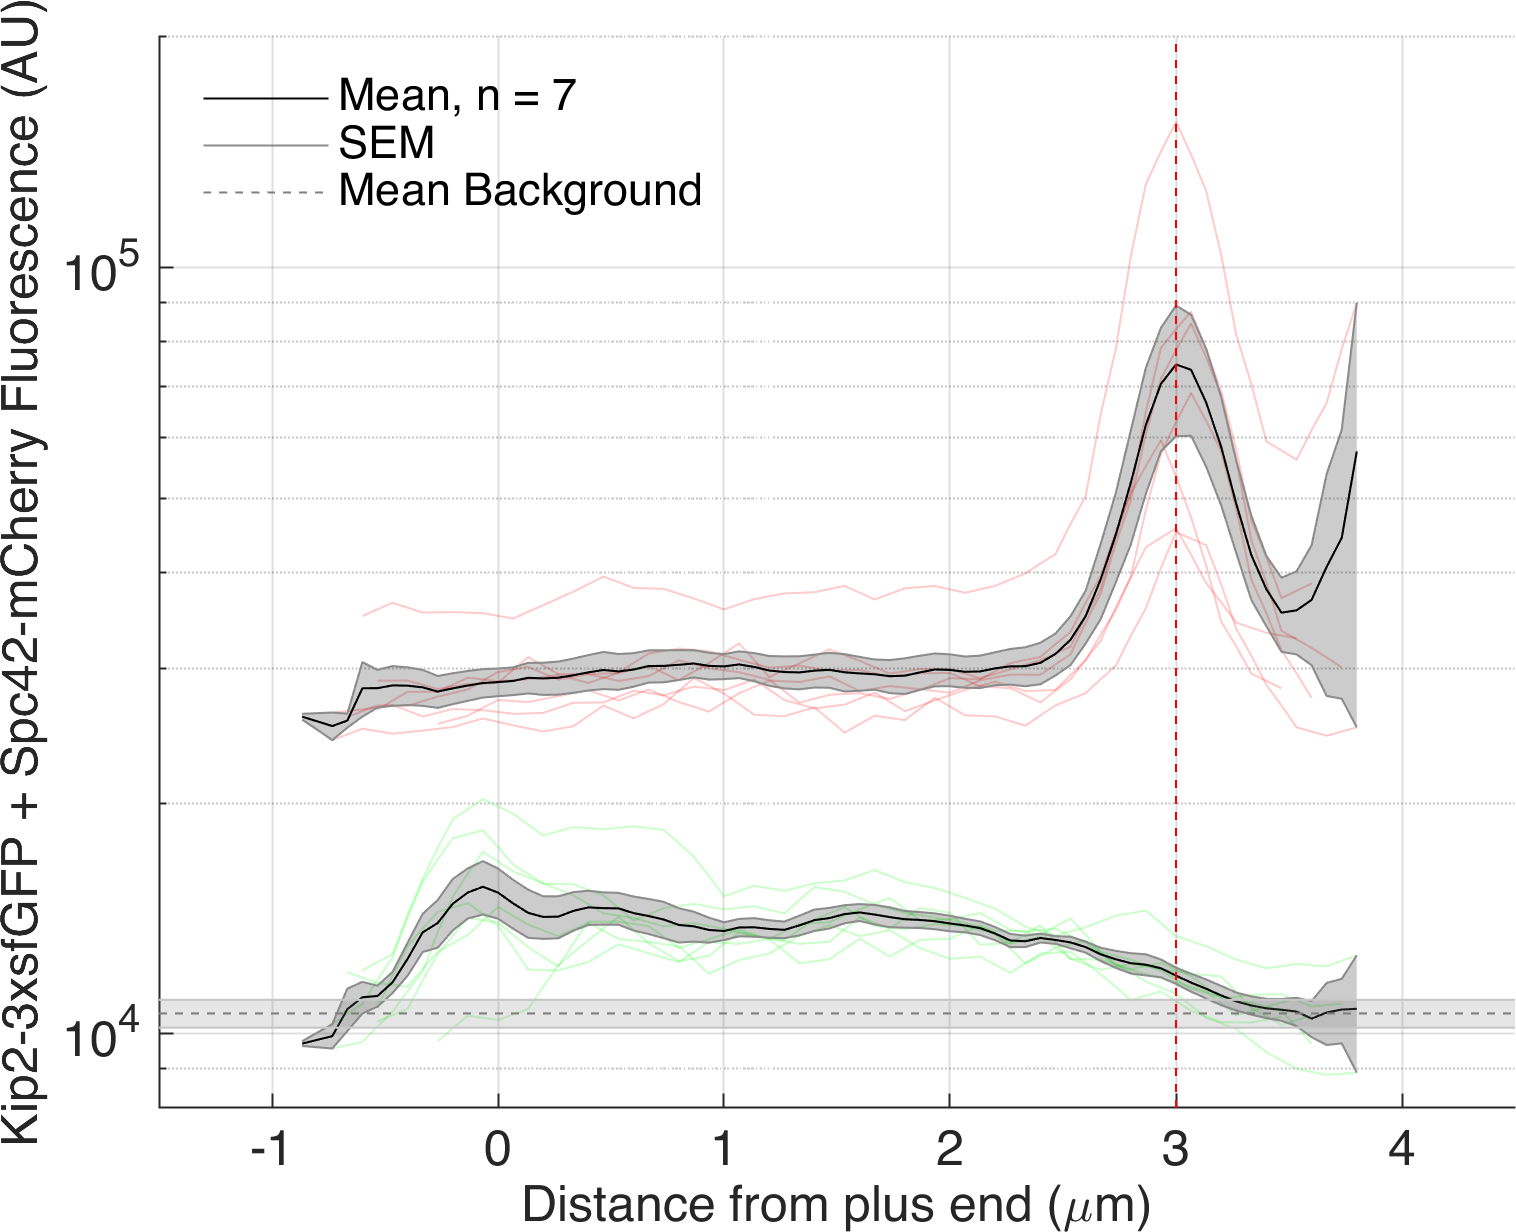 Kip2-3xsfGFP + Spc42-mCherry Fluorescence (AU)
Mean, n = 7
SEM
Mean Background
10^5
10^4
-1 0 1 2 3 4
Distance from plus end (μm)